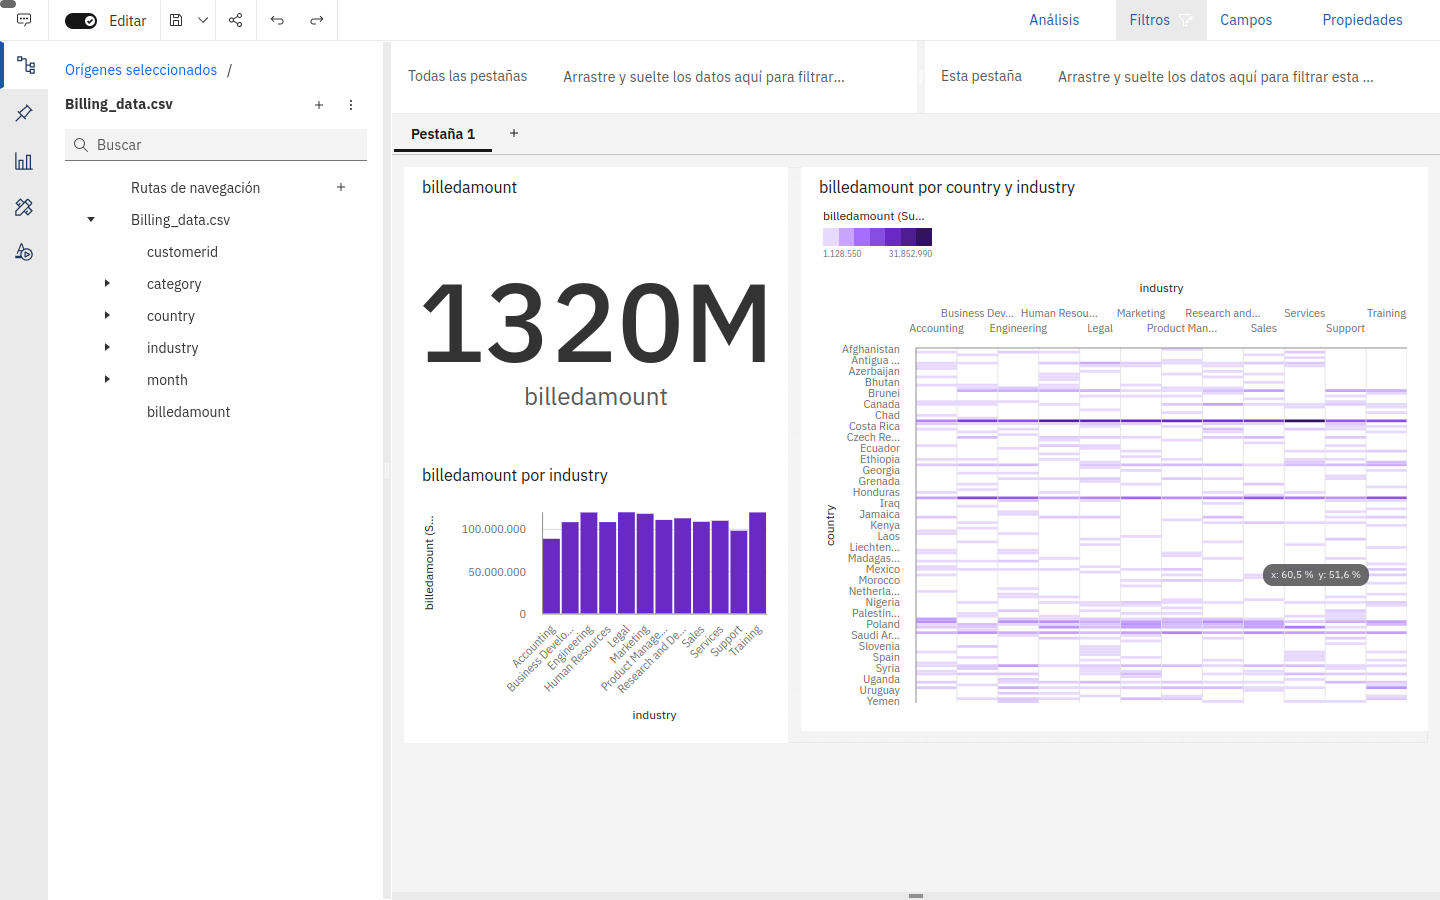 Editar
Análisis
Filtros
Campos
Propiedades
Orígenes seleccionados /
Billing_data.csv
Buscar
Rutas de navegación
Billing_data.csv
customerid
category
country
industry
month
billedamount
Todas las pestañas
Arrastre y suelte los datos aquí para filtrar...
Esta pestaña
Arrastre y suelte los datos aquí para filtrar esta ...
Pestaña 1
billedamount
1320M
billedamount
billedamount por industry
billedamount (S...
100.000.000
50.000.000
0
Accounting
Business Develo...
Engineering
Human Resources
Legal
Marketing
Product Manage...
Research and De...
Sales
Services
Support
Training
industry
billedamount por country y industry
billedamount (Su...
1.128.550
31.852.990
industry
Business Dev... Human Resou... Marketing Research and... Services Training
Accounting Engineering Legal Product Man... Sales Support
country
Afghanistan
Antigua ...
Azerbaijan
Bhutan
Brunei
Canada
Chad
Costa Rica
Czech Re...
Ecuador
Ethiopia
Georgia
Grenada
Honduras
Iraq
Jamaica
Kenya
Laos
Liechten...
Madagas...
Mexico
Morocco
Netherla...
Nigeria
Palestin...
Poland
Saudi Ar...
Slovenia
Spain
Syria
Uganda
Uruguay
Yemen
x: 60,5 % y: 51,6 %